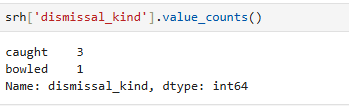 srh['dismissal_kind'].value_counts()
caught    3
bowled    1
Name: dismissal_kind, dtype: int64